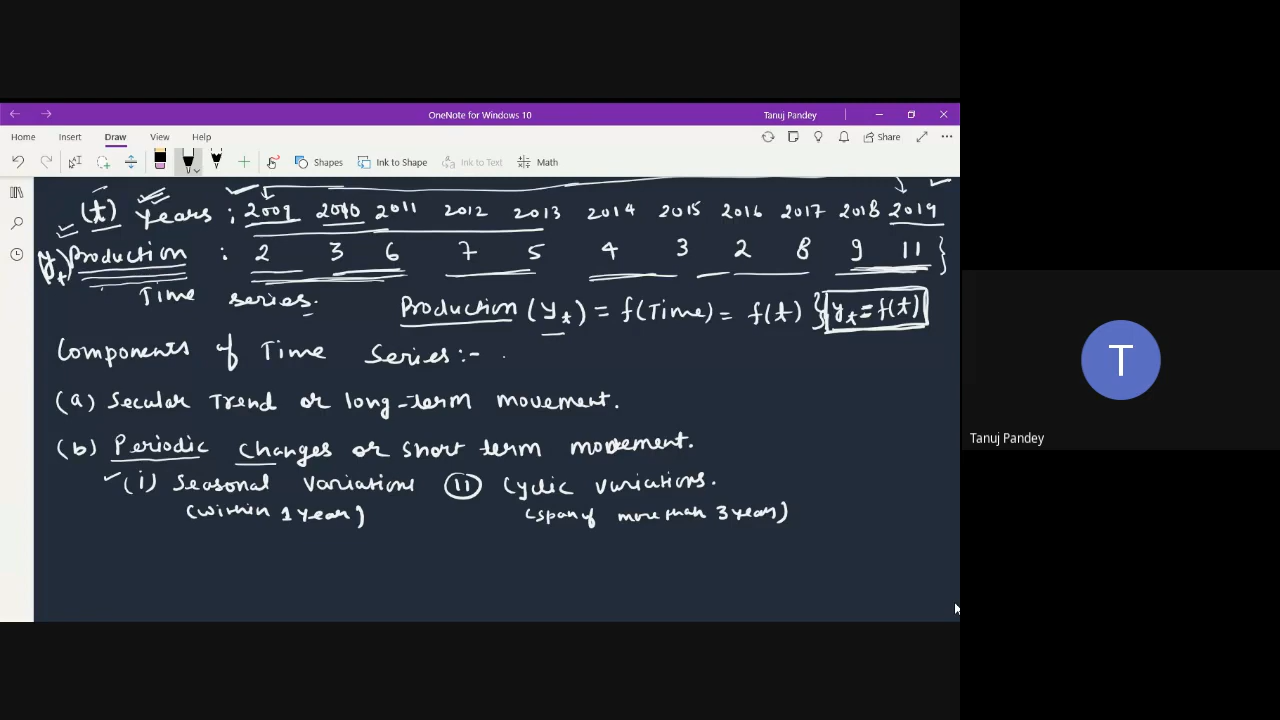 OneNote for Windows 10
Tanuj Pandey
Home Insert Draw View Help
Share
Shapes Ink to Shape Ink to Text Math
(t) Years : 2009 2010 2011 2012 2013 2014 2015 2016 2017 2018 2019
yt) Production : 2 3 6 7 5 4 3 2 8 9 11 }
Time series.
Production (yt) = f(Time) = f(t) } yt = f(t)
Components of Time Series :-
(a) Secular Trend or long-term movement.
(b) Periodic changes or short term movement.
(i) Seasonal variations (ii) Cyclic variations.
(within 1 year) (span of more than 3 years)
T
Tanuj Pandey